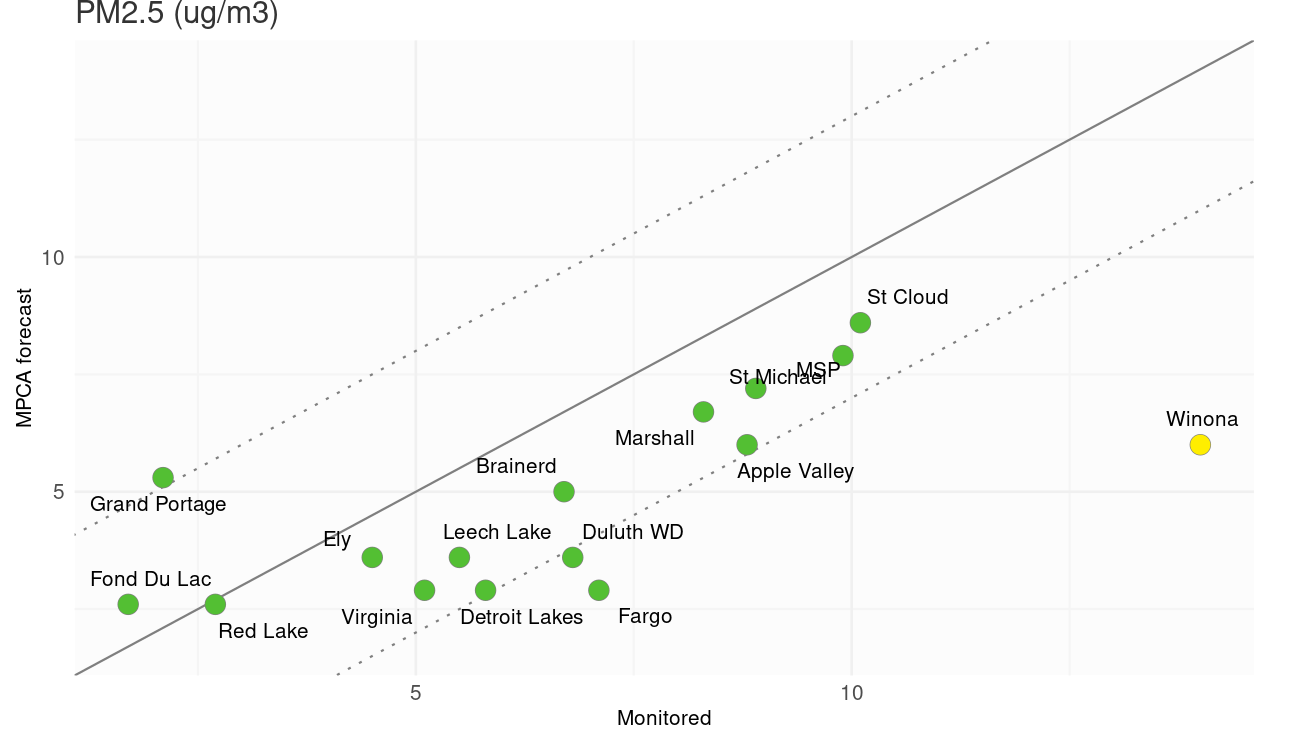 PM2.5 (ug/m3)
10
5
MPCA forecast
St Cloud
MSP
St Michael
Winona
Marshall
Brainerd
Apple Valley
Grand Portage
Ely
Leech Lake
Duluth WD
Fond Du Lac
Virginia
Detroit Lakes
Fargo
Red Lake
5
10
Monitored